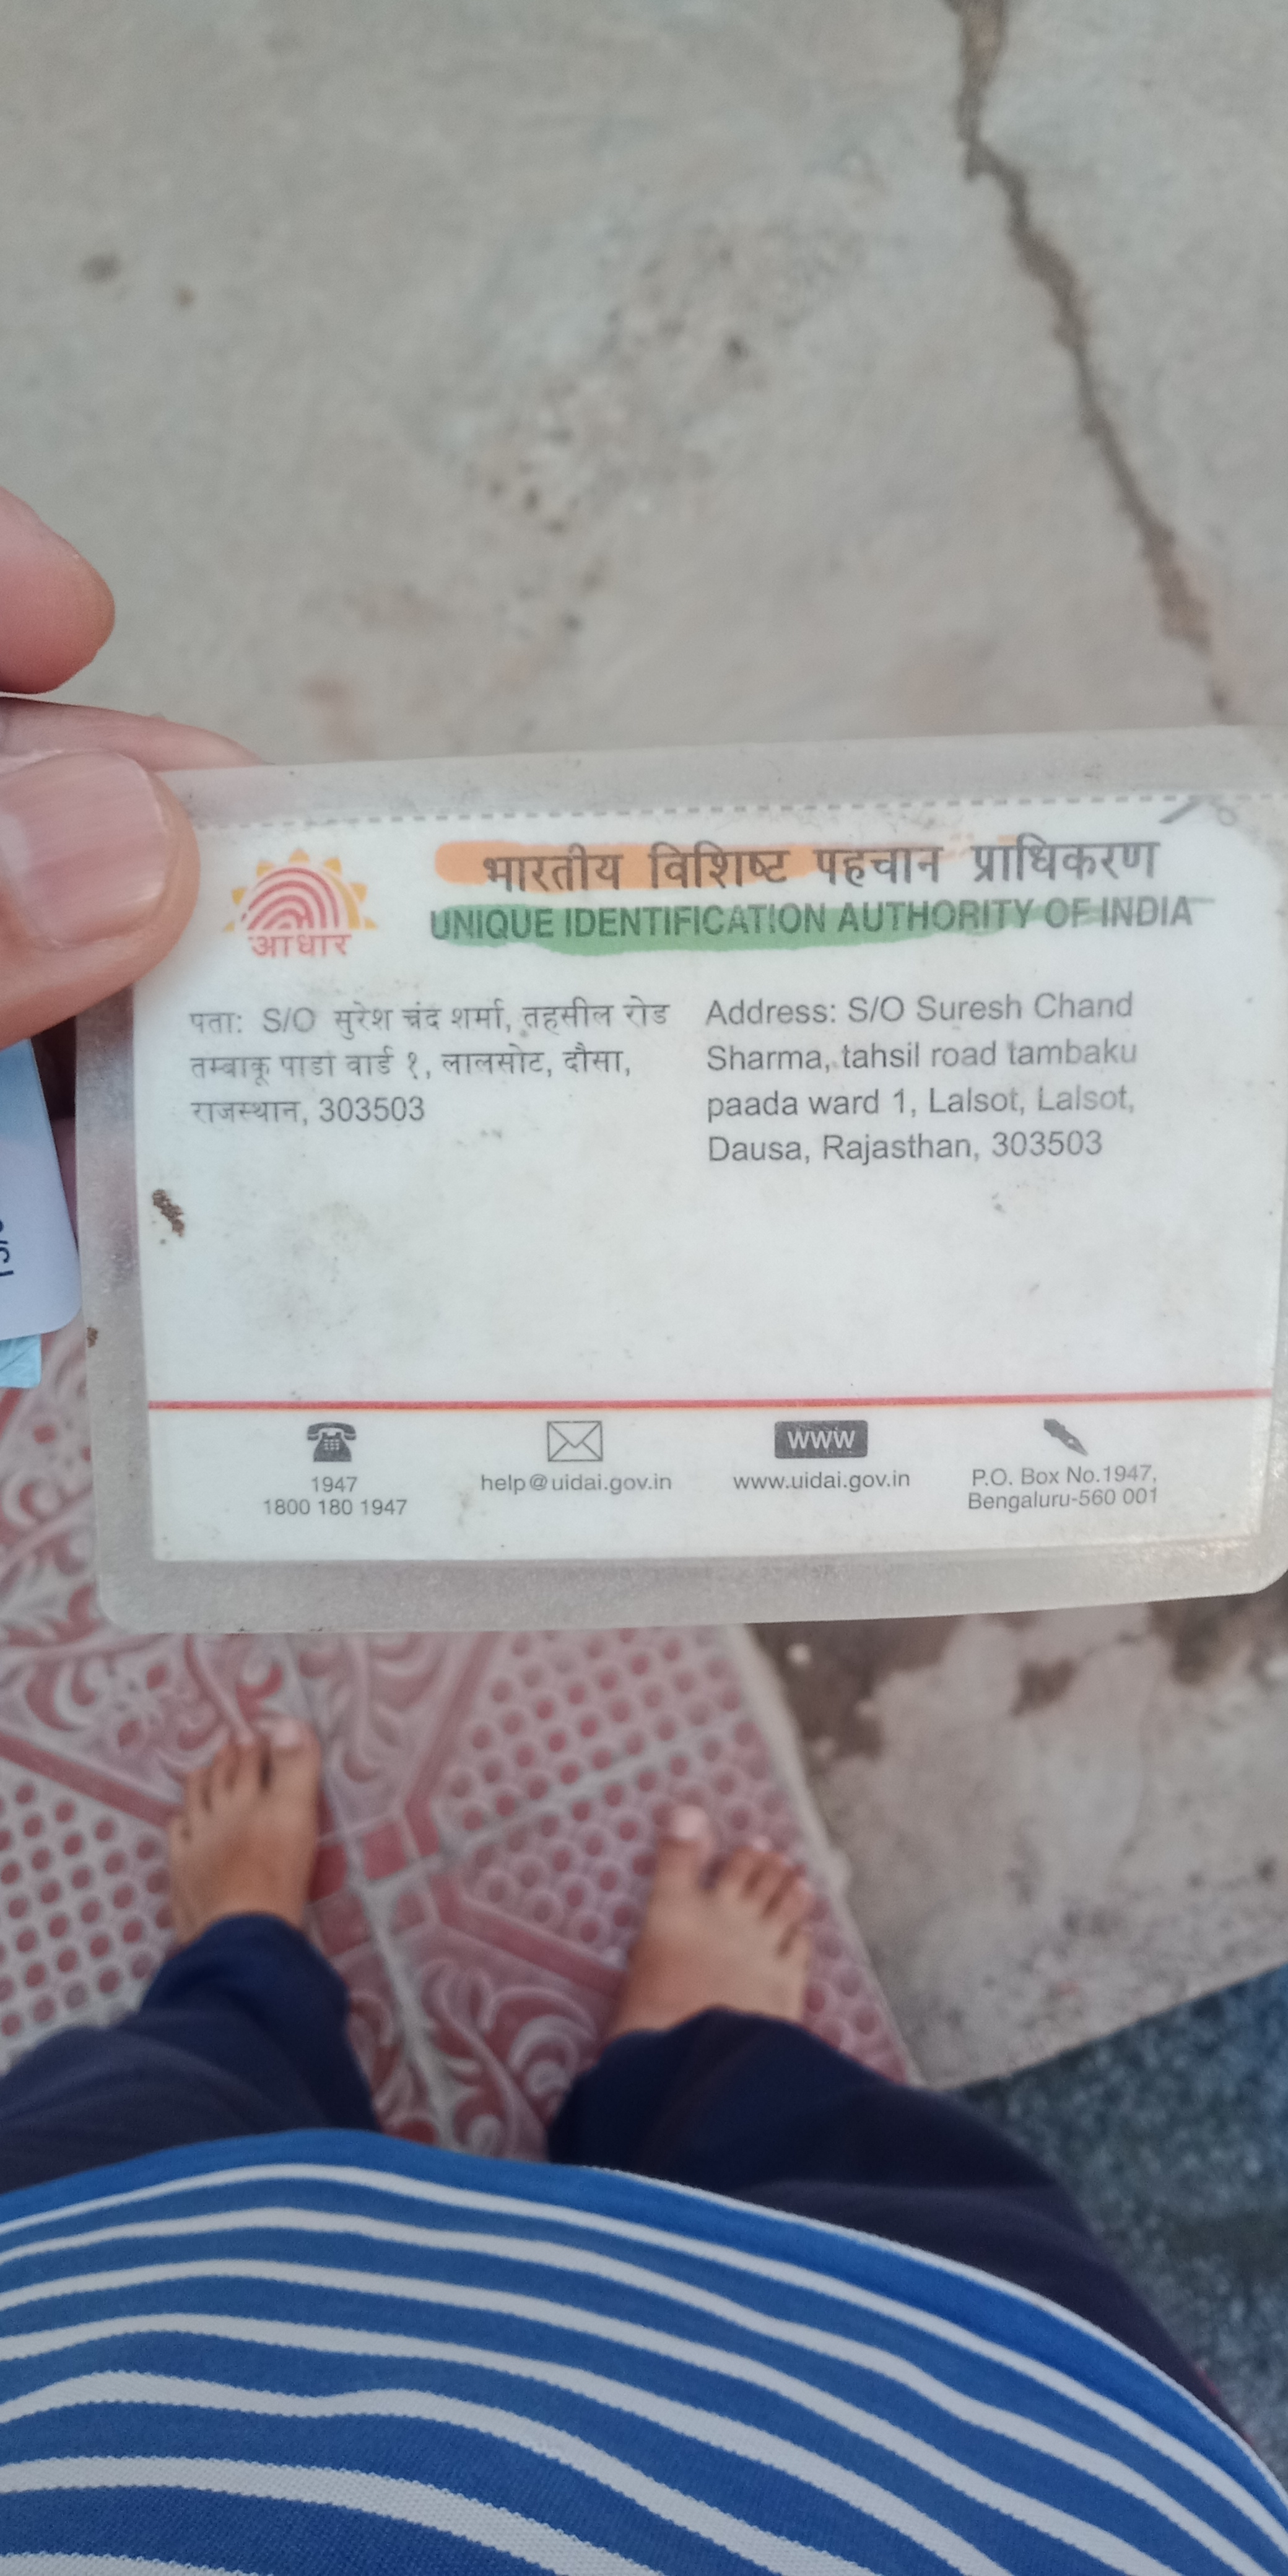 भारतीय विशिष्ट पहचान प्राधिकरण
UNIQUE IDENTIFICATION AUTHORITY OF INDIA
आधार
पता: S/O सुरेश चंद शर्मा, तहसील रोड
तम्बाकू पाडा वार्ड १, लालसोट, दौसा,
राजस्थान, 303503
Address: S/O Suresh Chand
Sharma, tahsil road tambaku
paada ward 1, Lalsot, Lalsot,
Dausa, Rajasthan, 303503
1947
1800 180 1947
help@uidai.gov.in
WWW
www.uidai.gov.in
P.O. Box No.1947,
Bengaluru-560 001